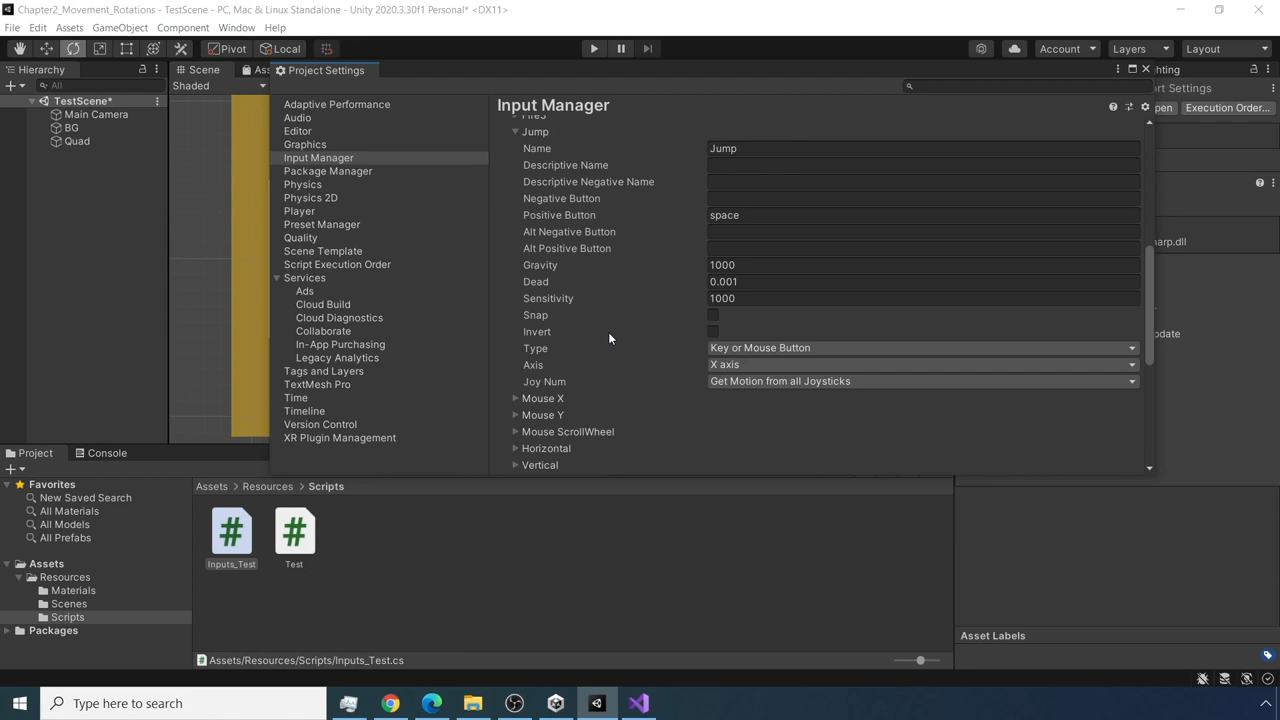 Chapter2_Movement_Rotations - TestScene - PC, Mac & Linux Standalone - Unity 2020.3.30f1 Personal* <DX11>
File Edit Assets GameObject Component Window Help
Pivot Local Account Layers Layout
Hierarchy
All
TestScene*
Main Camera
BG
Quad
Scene
Shaded
Project Settings
Adaptive Performance
Audio
Editor
Graphics
Input Manager
Package Manager
Physics
Physics 2D
Player
Preset Manager
Quality
Scene Template
Script Execution Order
Services
Ads
Cloud Build
Cloud Diagnostics
Collaborate
In-App Purchasing
Legacy Analytics
Tags and Layers
TextMesh Pro
Time
Timeline
Version Control
XR Plugin Management
Input Manager
Jump
Name Jump
Descriptive Name
Descriptive Negative Name
Negative Button
Positive Button space
Alt Negative Button
Alt Positive Button
Gravity 1000
Dead 0.001
Sensitivity 1000
Snap
Invert
Type Key or Mouse Button
Axis X axis
Joy Num Get Motion from all Joysticks
Mouse X
Mouse Y
Mouse ScrollWheel
Horizontal
Vertical
Execution Order...
Project Console
Favorites
New Saved Search
All Materials
All Models
All Prefabs
Assets
Resources
Materials
Scenes
Scripts
Packages
Assets Resources Scripts
Inputs_Test Test
Assets/Resources/Scripts/Inputs_Test.cs
Asset Labels
Type here to search